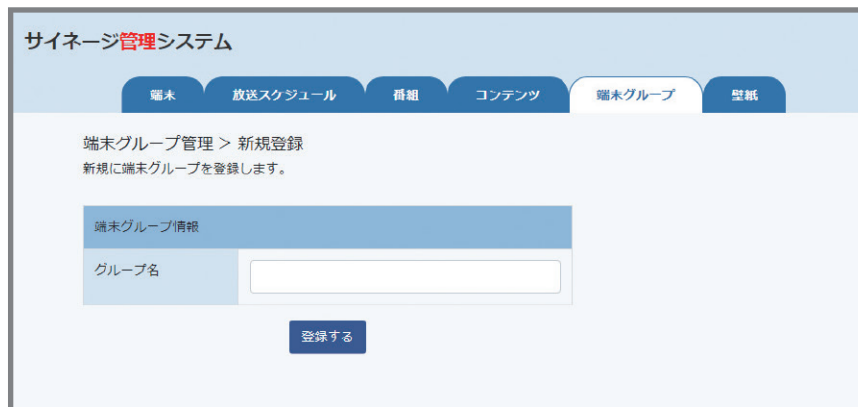 サイネージ管理システム
端末 放送スケジュール 番組 コンテンツ 端末グループ 壁紙
端末グループ管理 > 新規登録
新規に端末グループを登録します。
端末グループ情報
グループ名
登録する